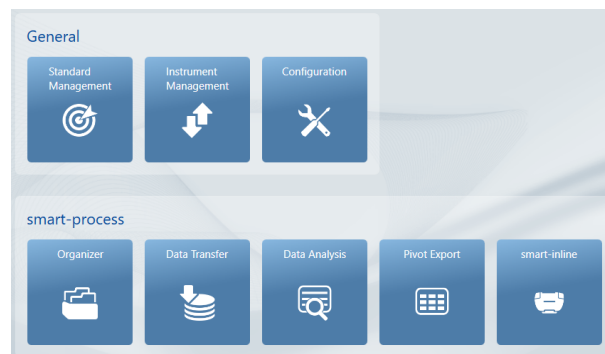 General
Standard
Management
Instrument
Management
Configuration
smart-process
Organizer
Data Transfer
Data Analysis
Pivot Export
smart-inline